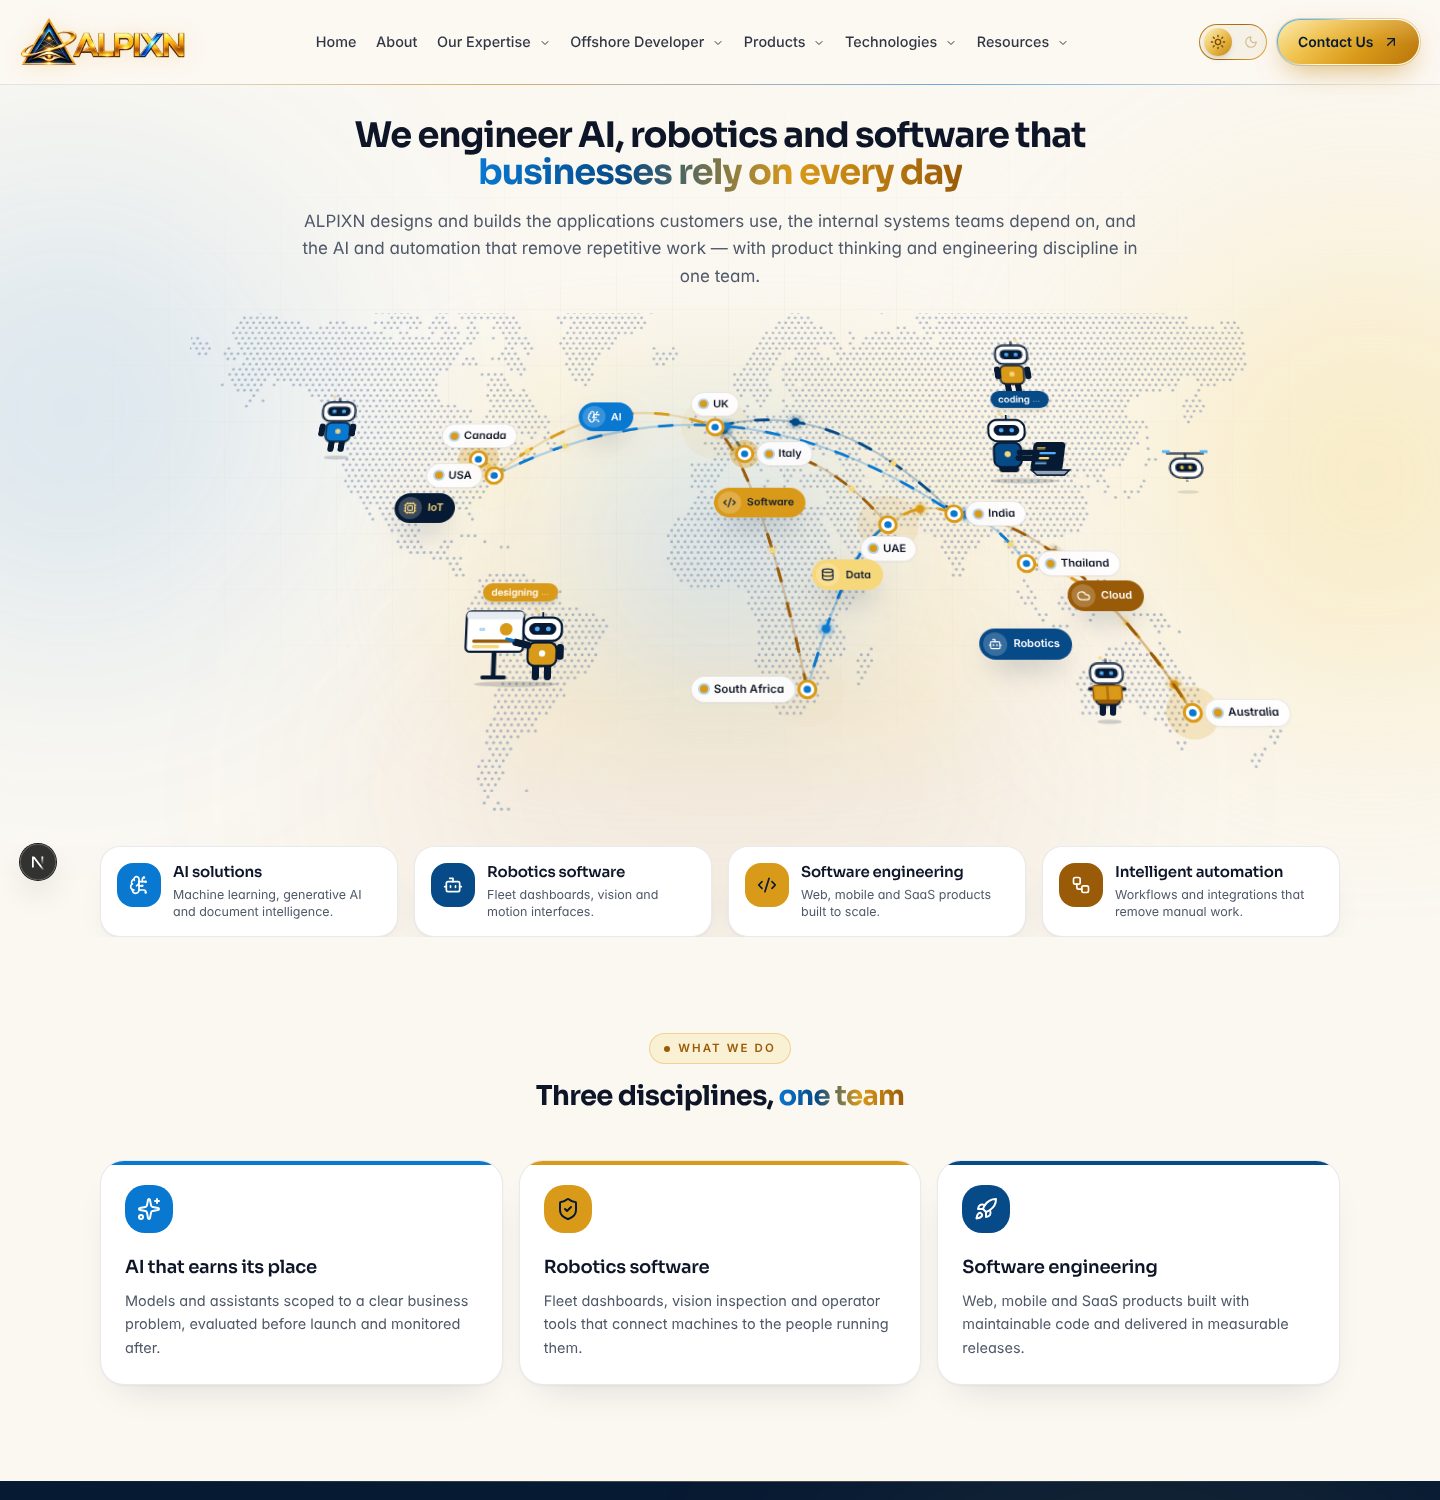 ALPIXN
Home About Our Expertise Offshore Developer Products Technologies Resources
Contact Us
We engineer AI, robotics and software that
businesses rely on every day
ALPIXN designs and builds the applications customers use, the internal systems teams depend on, and
the AI and automation that remove repetitive work — with product thinking and engineering discipline in
one team.
coding ...
UK
AI
Canada
Italy
USA
Software
IoT
India
UAE
Thailand
Data
designing ...
Cloud
Robotics
South Africa
Australia
N
AI solutions
Machine learning, generative AI
and document intelligence.
Robotics software
Fleet dashboards, vision and
motion interfaces.
Software engineering
Web, mobile and SaaS products
built to scale.
Intelligent automation
Workflows and integrations that
remove manual work.
WHAT WE DO
Three disciplines, one team
AI that earns its place
Models and assistants scoped to a clear business
problem, evaluated before launch and monitored
after.
Robotics software
Fleet dashboards, vision inspection and operator
tools that connect machines to the people running
them.
Software engineering
Web, mobile and SaaS products built with
maintainable code and delivered in measurable
releases.